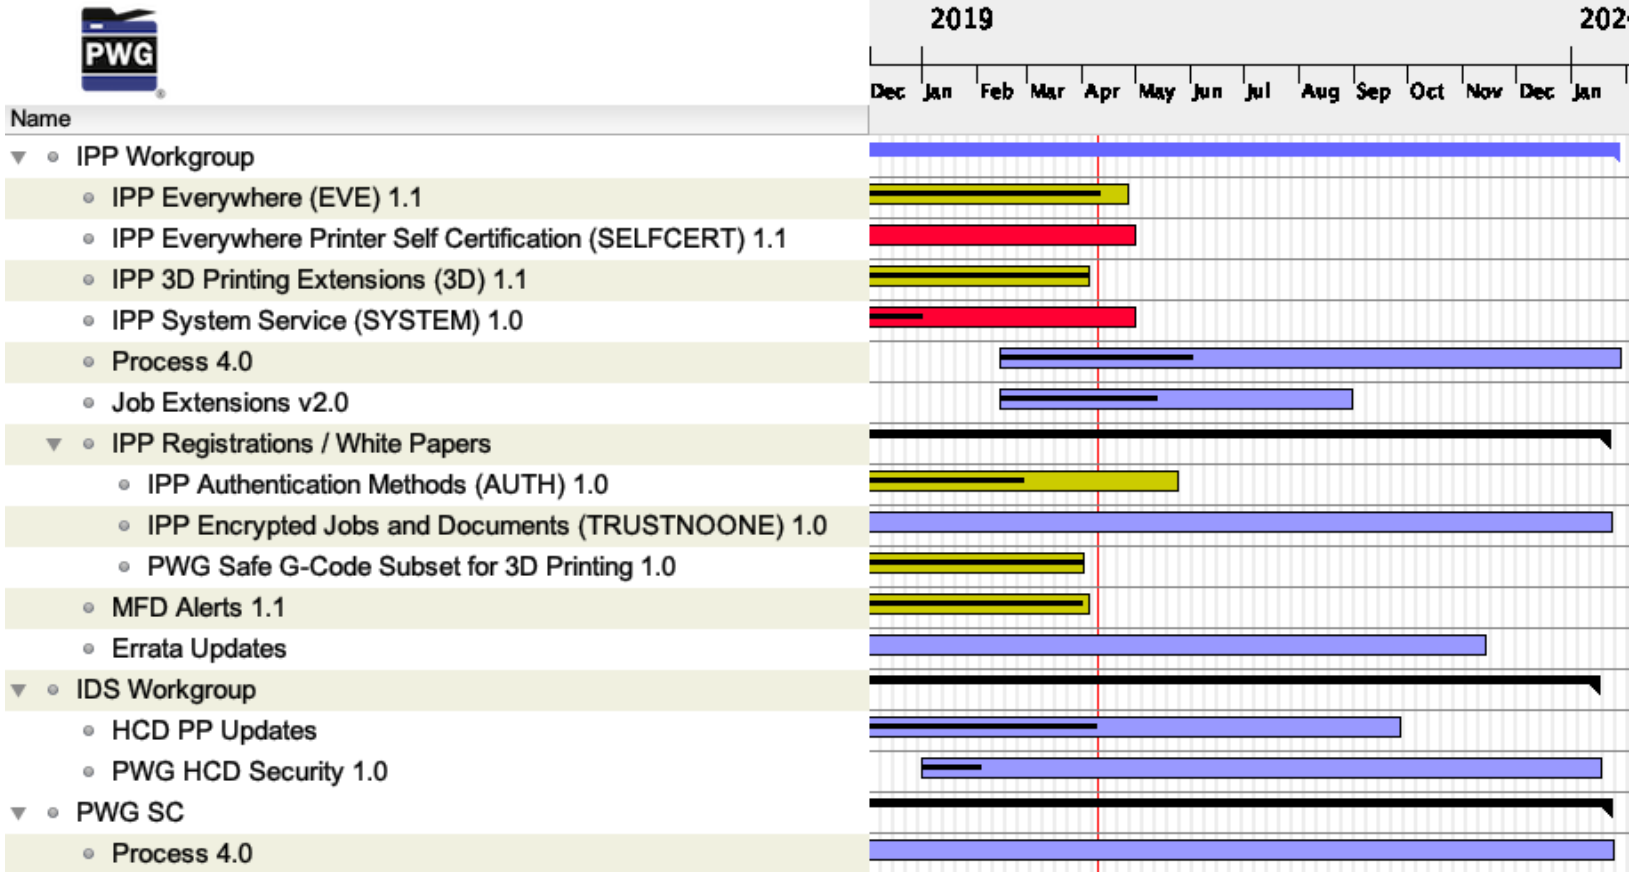 PWG
®
2019
202
Dec Jan Feb Mar Apr May Jun Jul Aug Sep Oct Nov Dec Jan
Name
IPP Workgroup
IPP Everywhere (EVE) 1.1
IPP Everywhere Printer Self Certification (SELFCERT) 1.1
IPP 3D Printing Extensions (3D) 1.1
IPP System Service (SYSTEM) 1.0
Process 4.0
Job Extensions v2.0
IPP Registrations / White Papers
IPP Authentication Methods (AUTH) 1.0
IPP Encrypted Jobs and Documents (TRUSTNOONE) 1.0
PWG Safe G-Code Subset for 3D Printing 1.0
MFD Alerts 1.1
Errata Updates
IDS Workgroup
HCD PP Updates
PWG HCD Security 1.0
PWG SC
Process 4.0